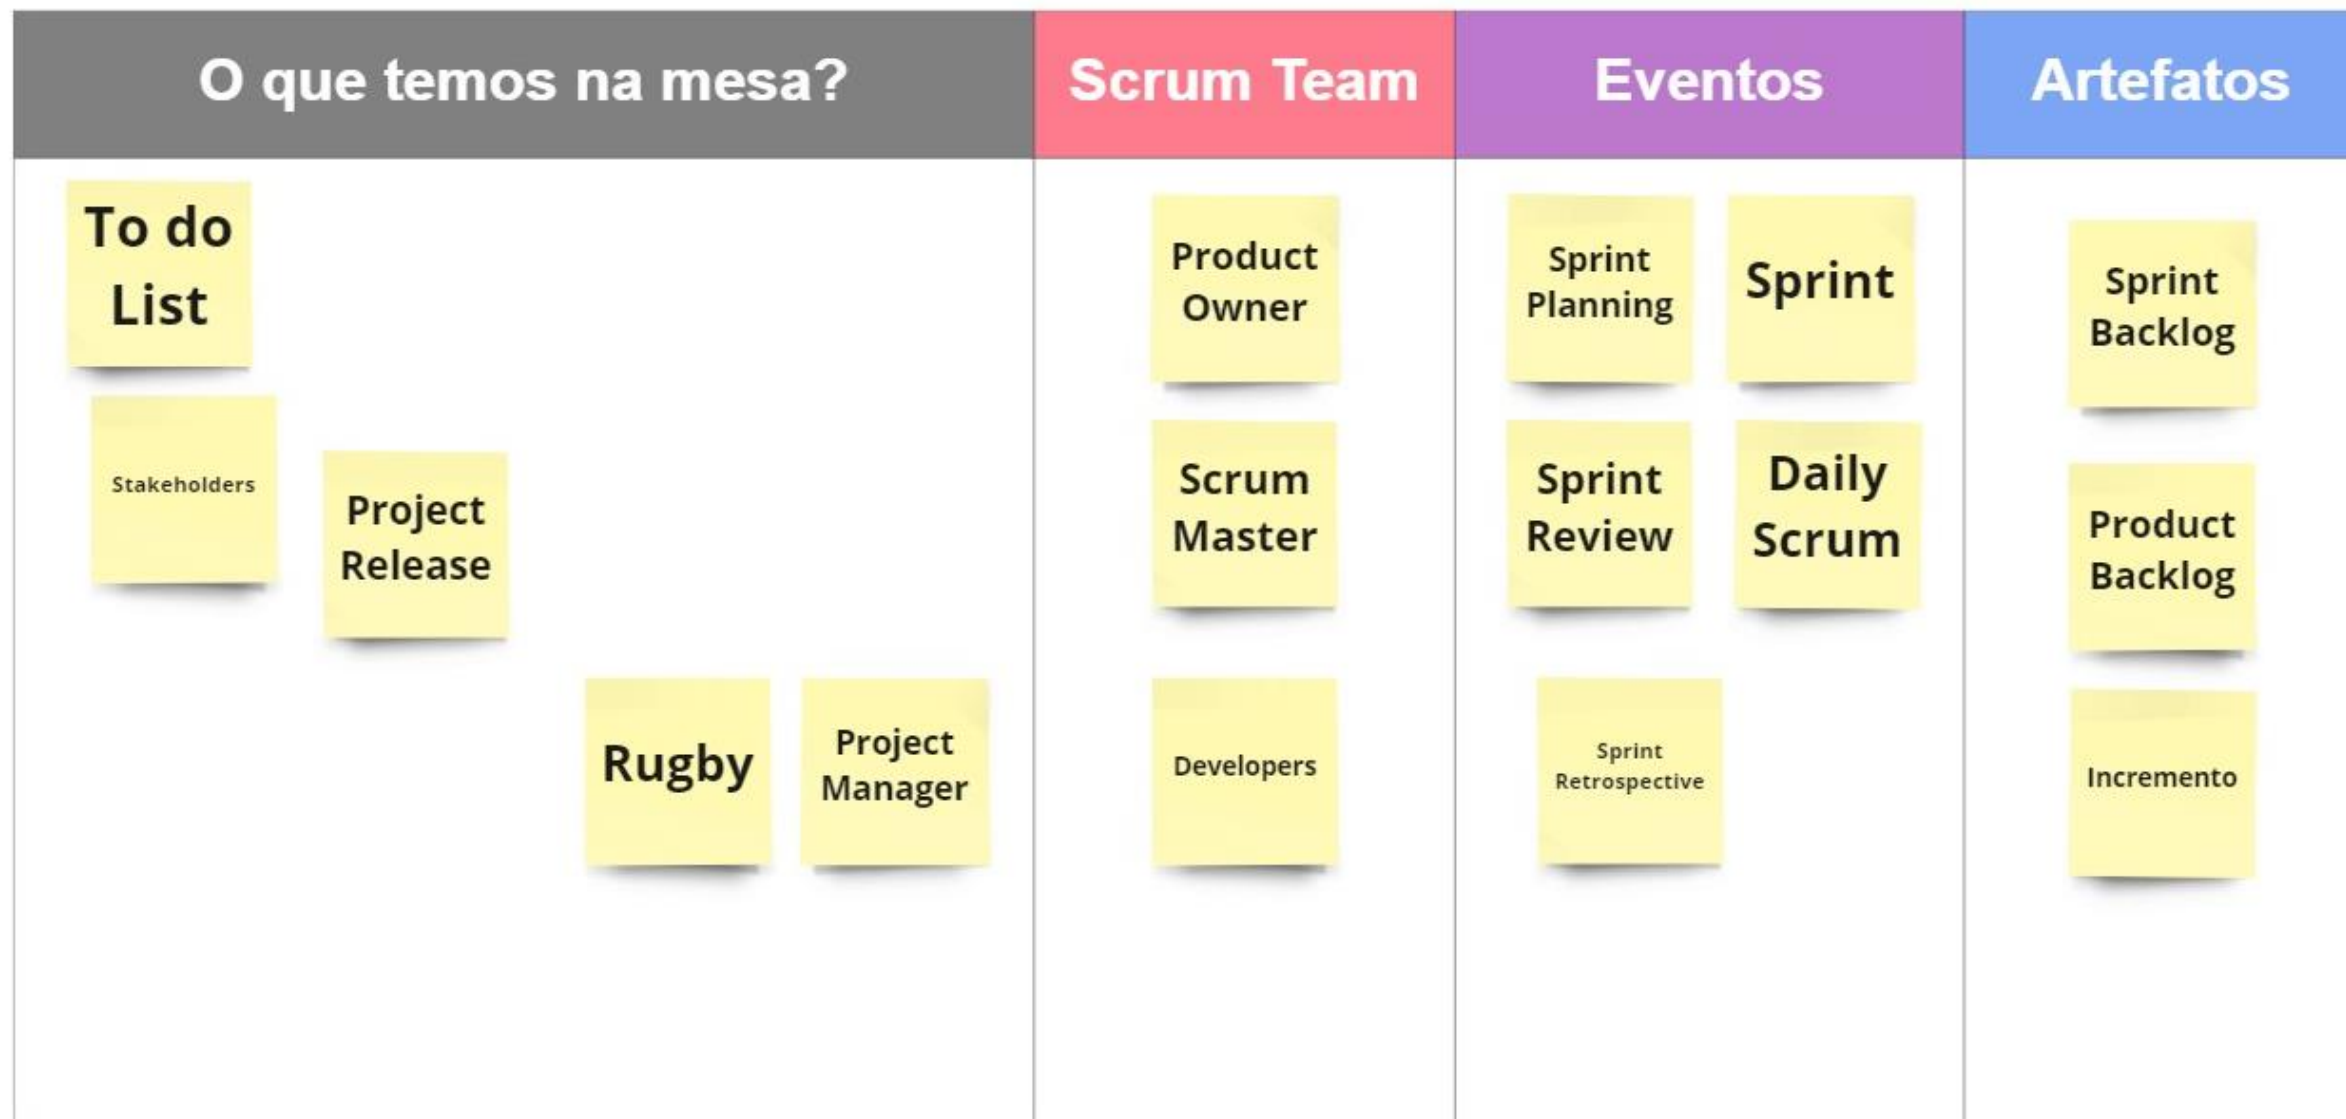 O que temos na mesa?
Scrum Team
Eventos
Artefatos
To do
List
Stakeholders
Project
Release
Rugby
Project
Manager
Product
Owner
Scrum
Master
Developers
Sprint
Planning
Sprint
Sprint
Review
Daily
Scrum
Sprint
Retrospective
Sprint
Backlog
Product
Backlog
Incremento